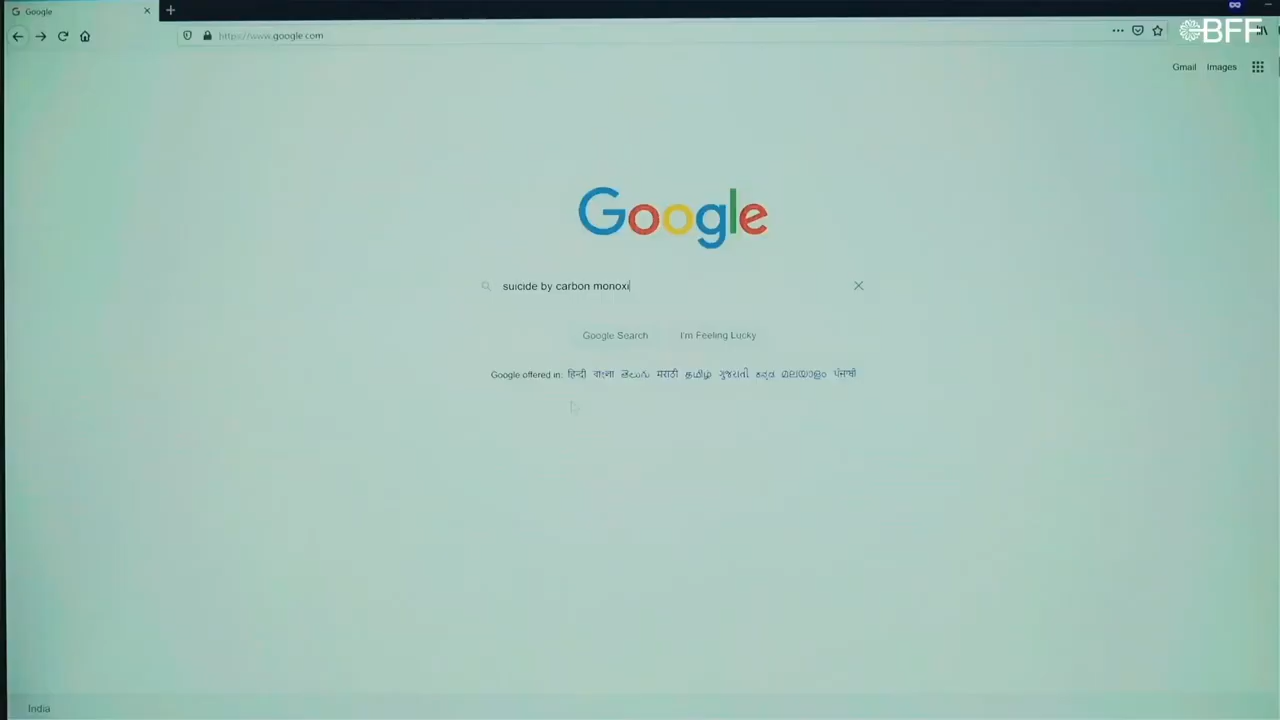 Google
https://www.google.com
BFF
Gmail Images
Google
suicide by carbon monoxi
Google Search I'm Feeling Lucky
Google offered in: हिन्दी বাংলা తెలుగు मराठी தமிழ் ગુજરાતી ಕನ್ನಡ മലയാളം ਪੰਜਾਬੀ
India